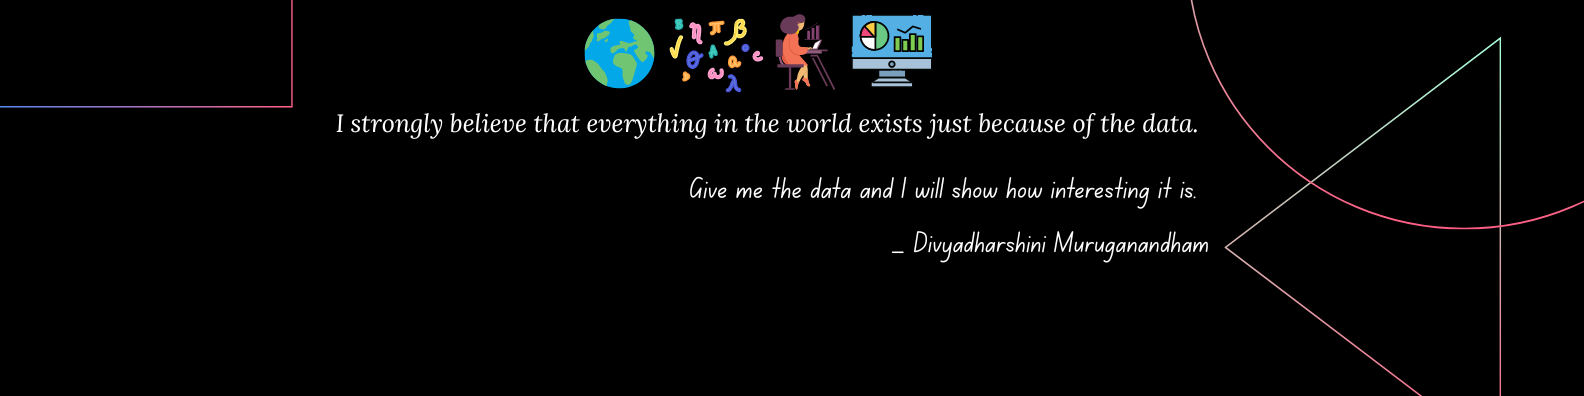 I strongly believe that everything in the world exists just because of the data.
Give me the data and I will show how interesting it is.
_ Divyadharshini Muruganandham